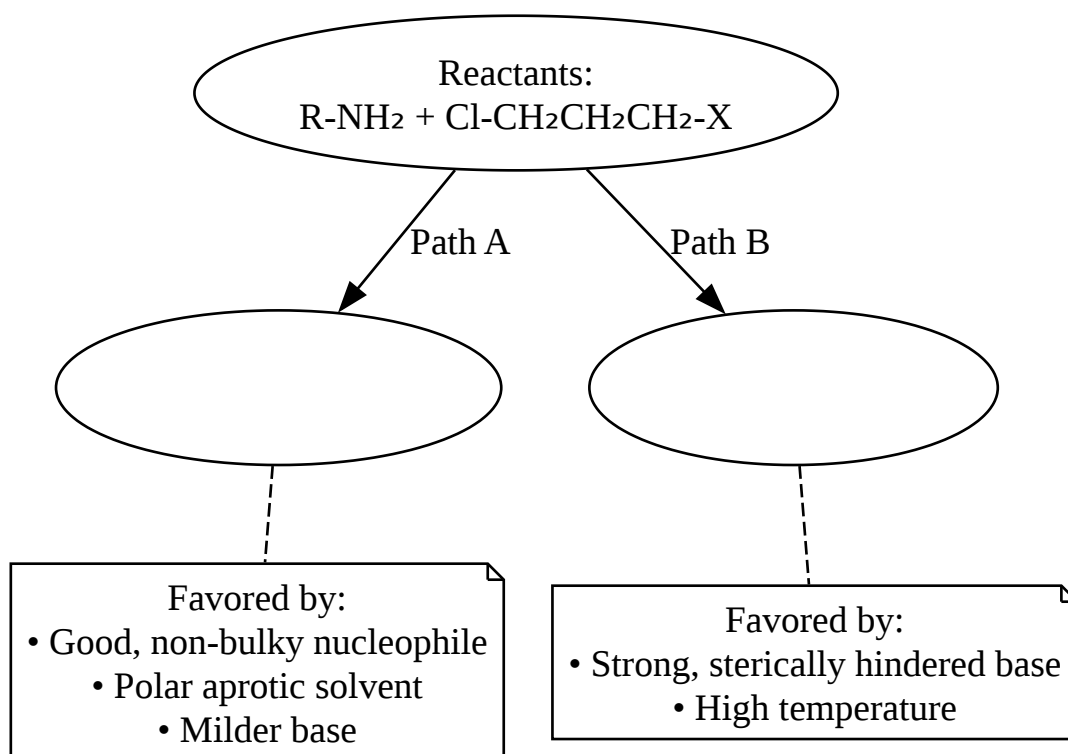 Reactants:
R-NH₂ + Cl-CH₂CH₂CH₂-X
Path A
Path B
Favored by:
• Good, non-bulky nucleophile
• Polar aprotic solvent
• Milder base
Favored by:
• Strong, sterically hindered base
• High temperature